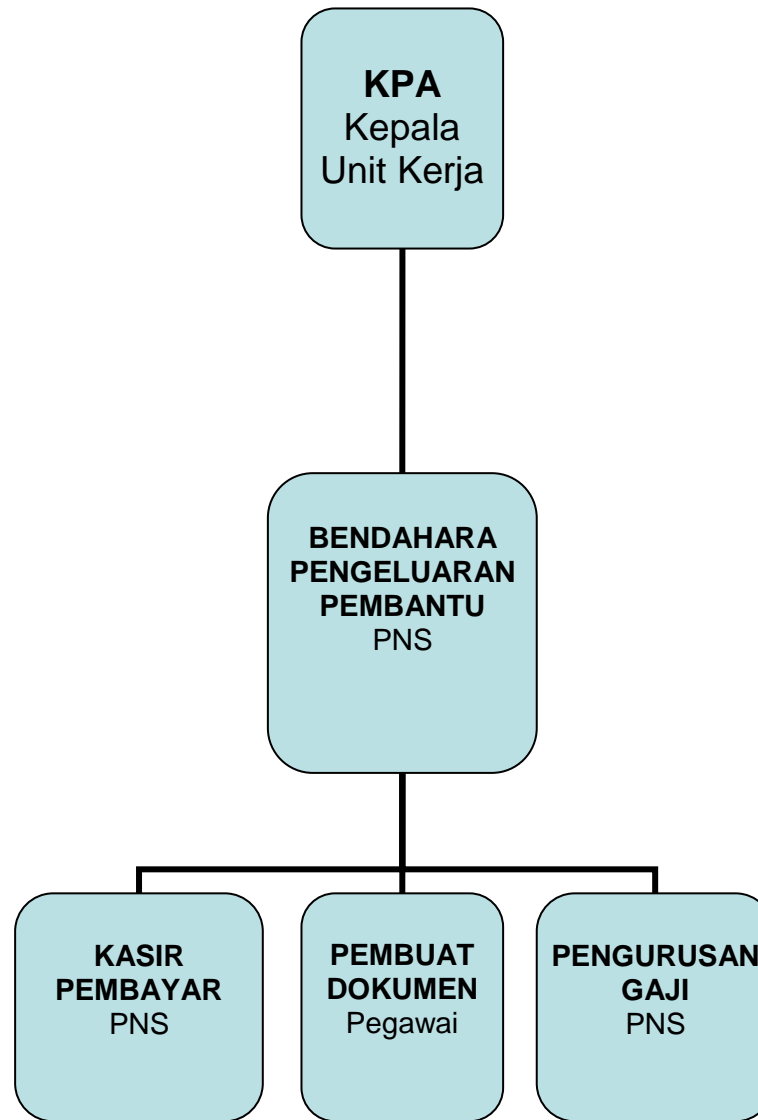 KPA
Kepala
Unit Kerja
BENDAHARA
PENGELUARAN
PEMBANTU
PNS
KASIR
PEMBAYAR
PNS
PEMBUAT
DOKUMEN
Pegawai
PENGURUSAN
GAJI
PNS